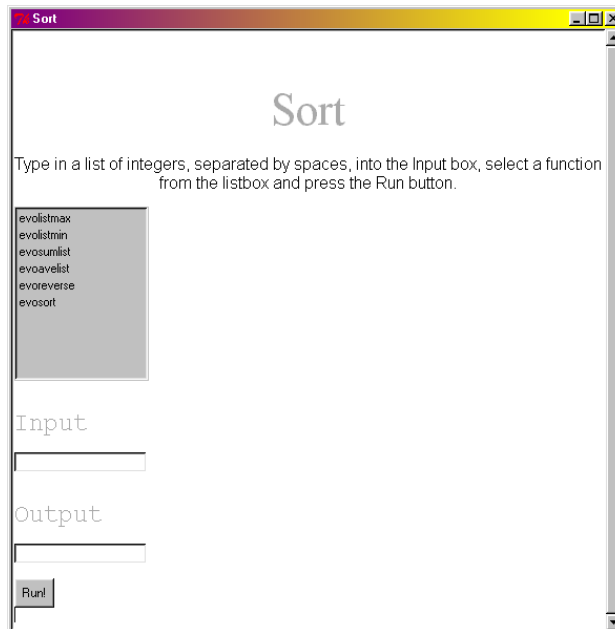 Sort
Sort
Type in a list of integers, separated by spaces, into the Input box, select a function
from the listbox and press the Run button.
evolistmax
evolistmin
evosumlist
evoavelist
evoreverse
evosort
Input
Output
Run!